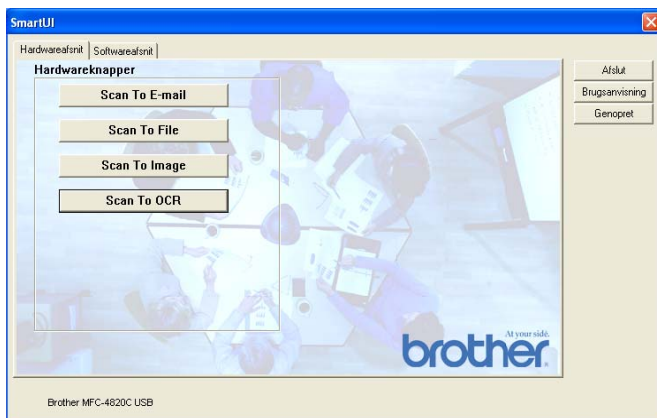 SmartUI
Hardwareafsnit Softwareafsnit
Hardwareknapper
Scan To E-mail
Scan To File
Scan To Image
Scan To OCR
Afslut
Brugsanvisning
Genopret
At your side.
brother
Brother MFC-4820C USB